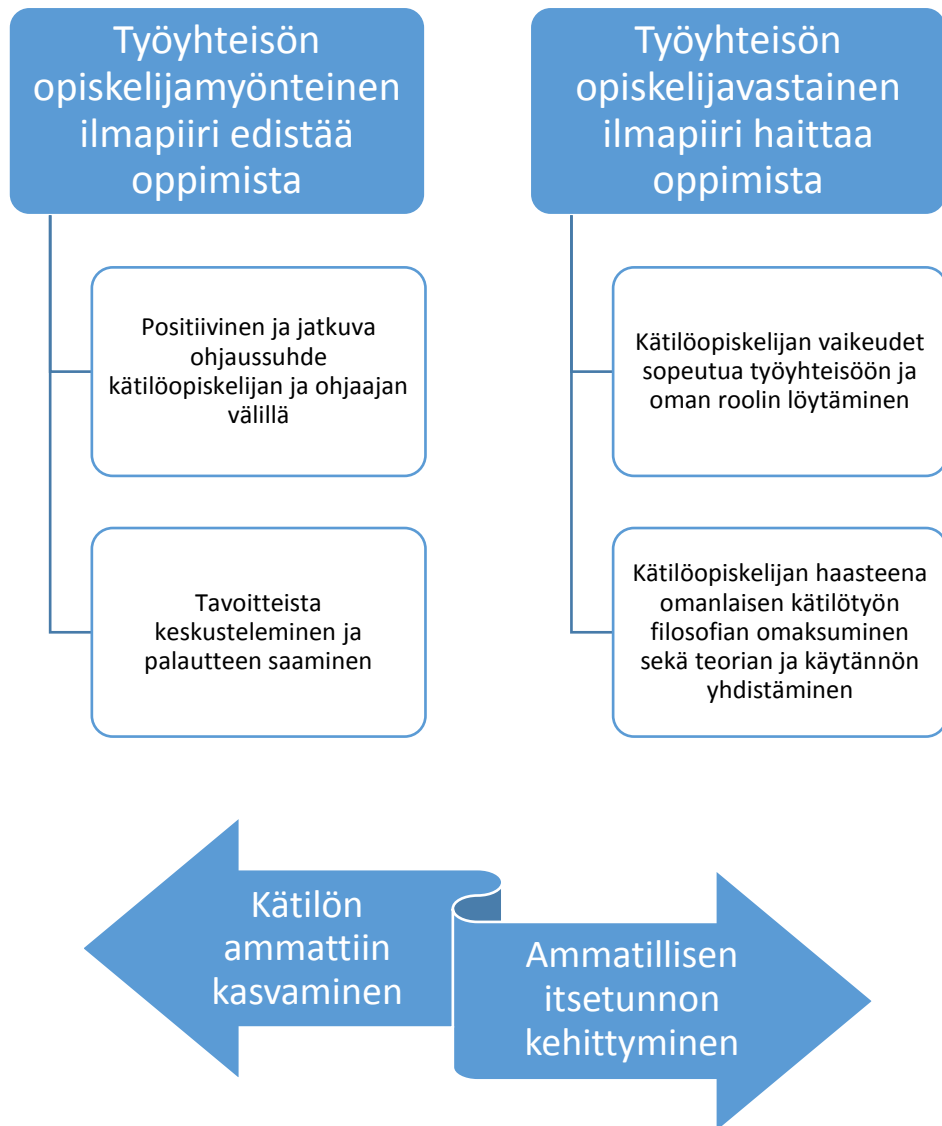 Työyhteisön
opiskelijamyönteinen
ilmapiiri edistää
oppimista
Positiivinen ja jatkuva
ohjaussuhde
kätilöopiskelijan ja ohjaajan
välillä
Tavoitteista
keskusteleminen ja
palautteen saaminen
Työyhteisön
opiskelijavastainen
ilmapiiri haittaa
oppimista
Kätilöopiskelijan vaikeudet
sopeutua työyhteisöön ja
oman roolin löytäminen
Kätilöopiskelijan haasteena
omanlaisen kätilötyön
filosofian omaksuminen
sekä teorian ja käytännön
yhdistäminen
Kätilön
ammattiin
kasvaminen
Ammatillisen
itsetunnon
kehittyminen